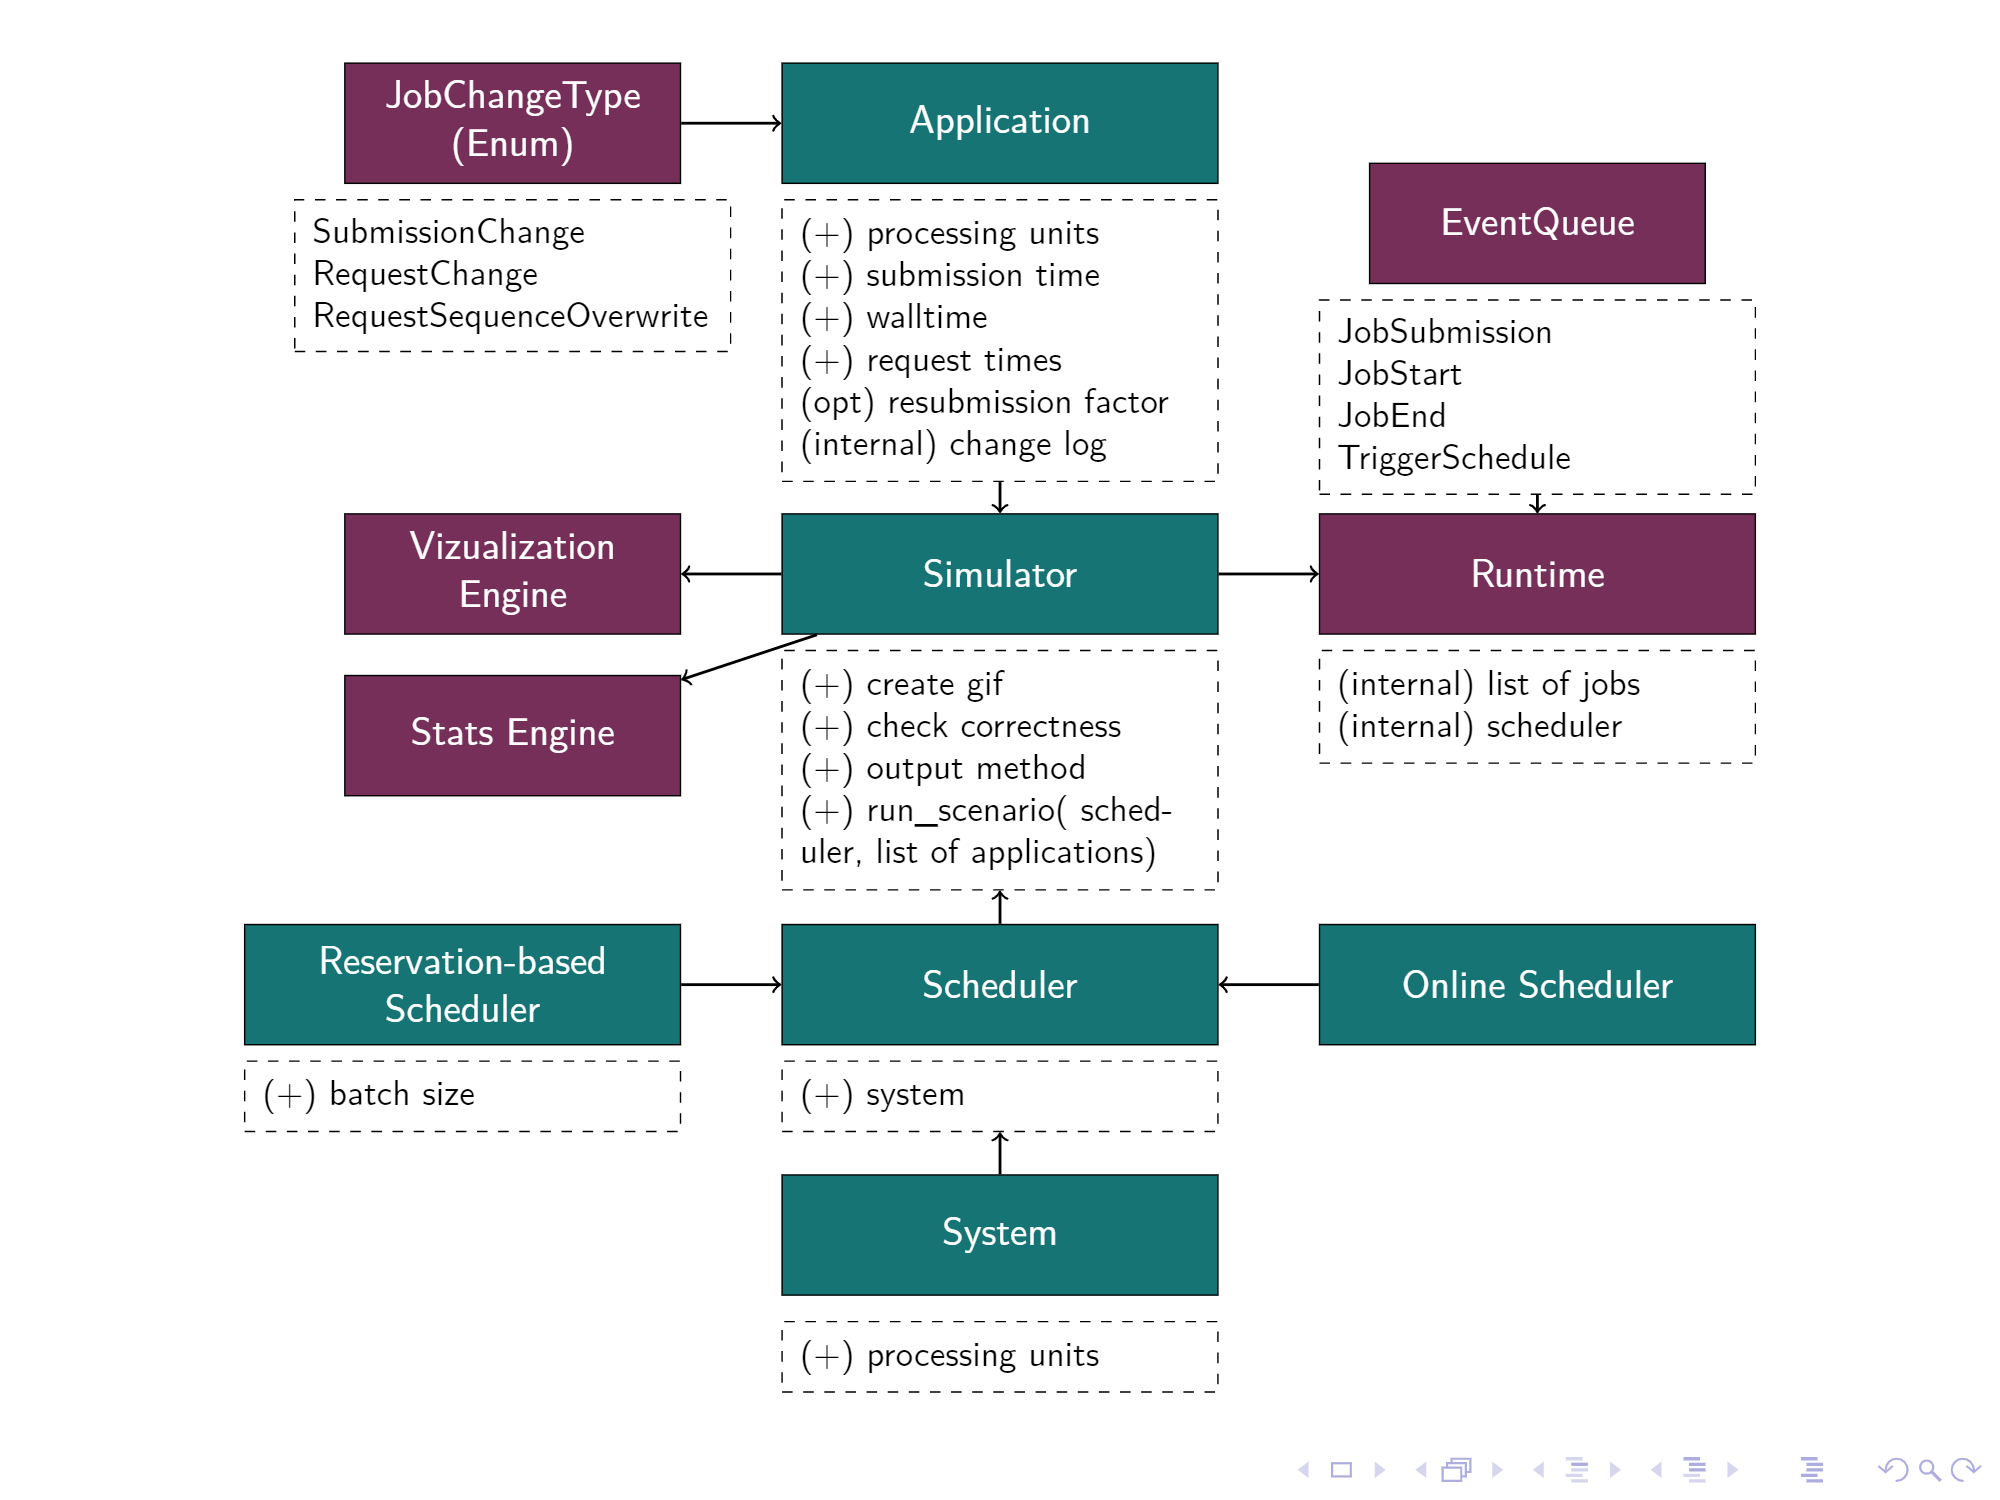 JobChangeType
(Enum)
SubmissionChange
RequestChange
RequestSequenceOverwrite
Application
(+) processing units
(+) submission time
(+) walltime
(+) request times
(opt) resubmission factor
(internal) change log
EventQueue
JobSubmission
JobStart
JobEnd
TriggerSchedule
Vizualization
Engine
Simulator
Runtime
Stats Engine
(+) create gif
(+) check correctness
(+) output method
(+) run_scenario( sched-
uler, list of applications)
(internal) list of jobs
(internal) scheduler
Reservation-based
Scheduler
(+) batch size
Scheduler
(+) system
Online Scheduler
System
(+) processing units